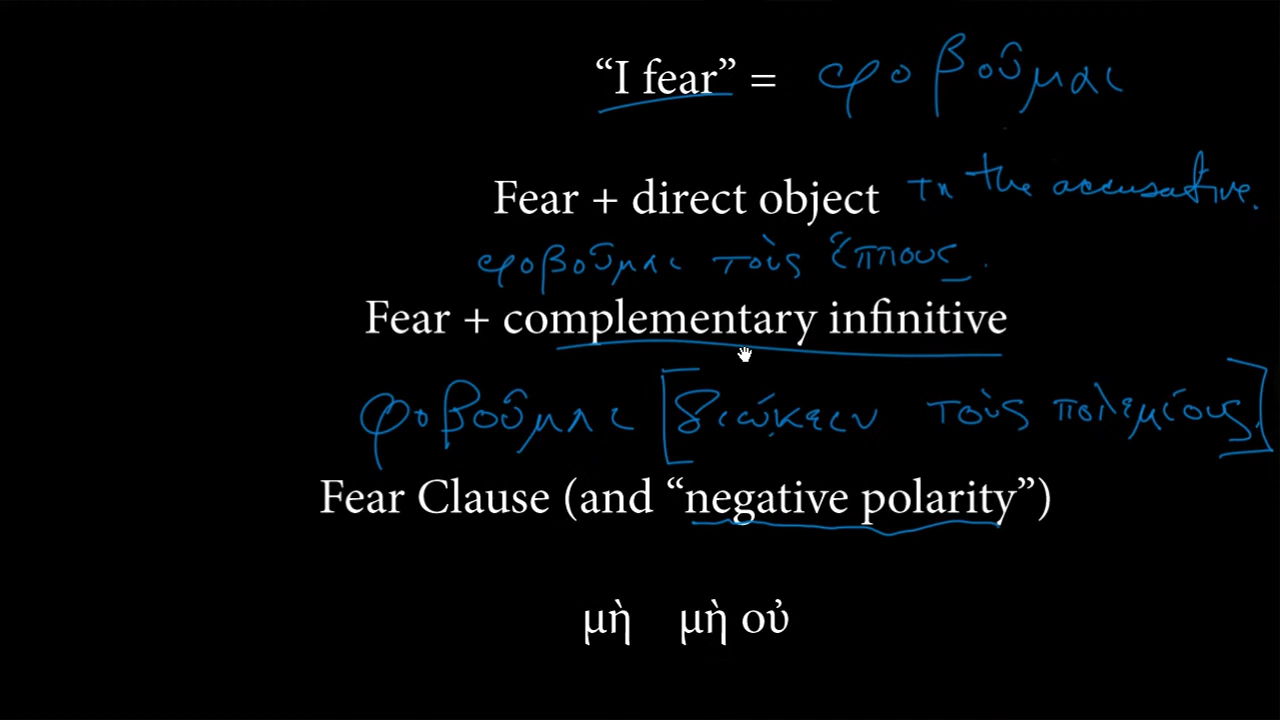 “I fear” = φοβοῦμαι
Fear + direct object in the accusative.
φοβοῦμαι τοὺς ἵππους.
Fear + complementary infinitive
φοβοῦμαι [διώκειν τοὺς πολεμίους]
Fear Clause (and “negative polarity”)
μὴ μὴ οὐ